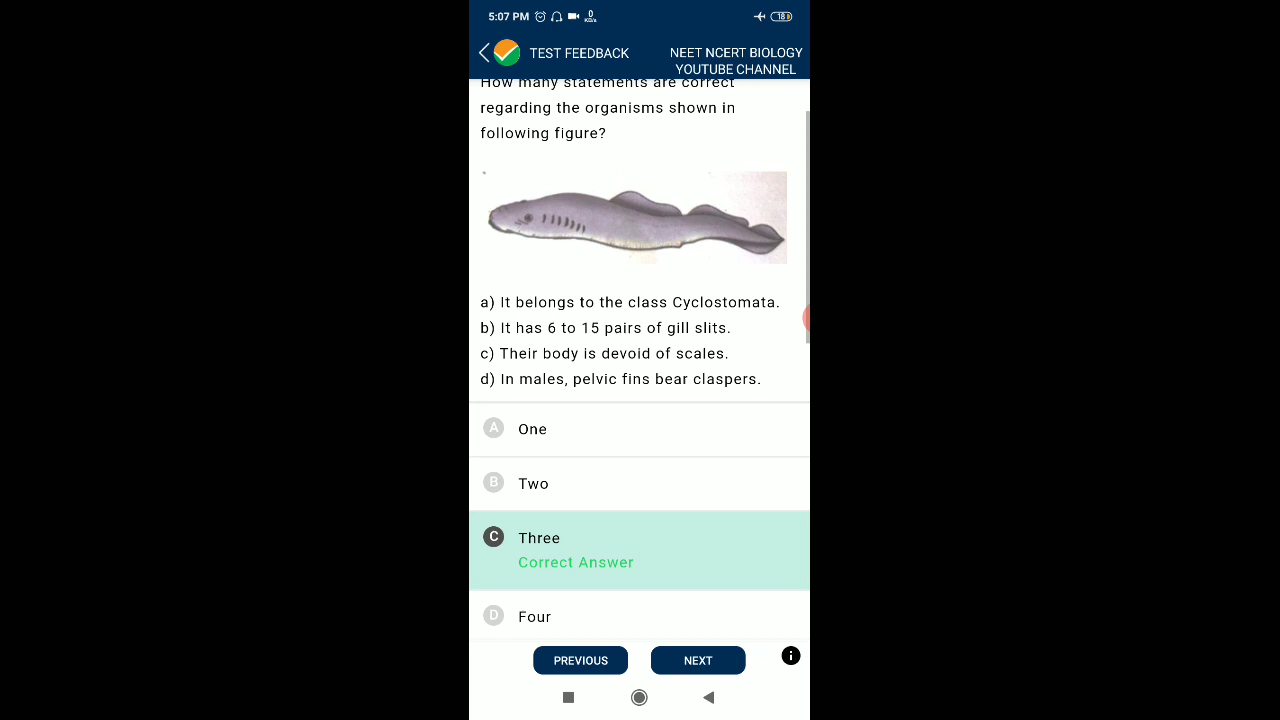 5:07 PM
0
KB/s
18
TEST FEEDBACK
NEET NCERT BIOLOGY
YOUTUBE CHANNEL
How many statements are correct
regarding the organisms shown in
following figure?
a) It belongs to the class Cyclostomata.
b) It has 6 to 15 pairs of gill slits.
c) Their body is devoid of scales.
d) In males, pelvic fins bear claspers.
A One
B Two
C Three
Correct Answer
D Four
PREVIOUS
NEXT